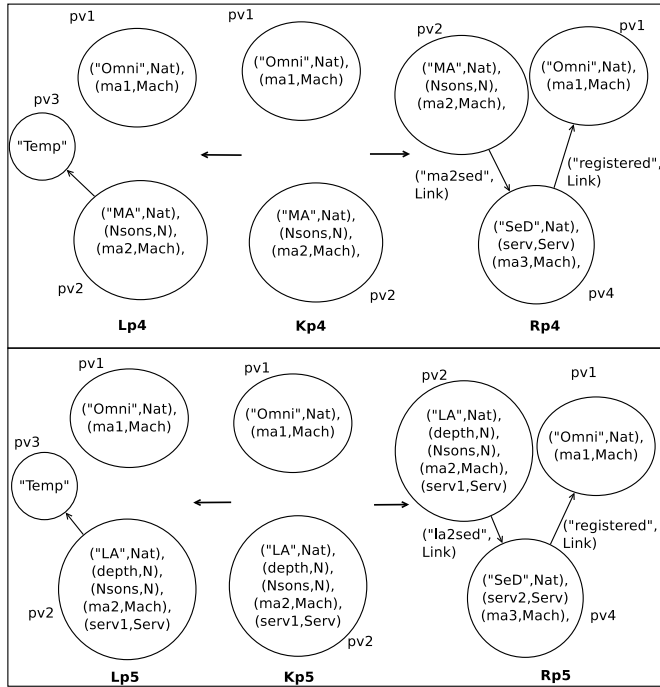 pv1
("Omni",Nat),
(ma1,Mach)
pv3
"Temp"
("MA",Nat),
(Nsons,N),
(ma2,Mach),
pv2
Lp4
pv1
("Omni",Nat),
(ma1,Mach)
("MA",Nat),
(Nsons,N),
(ma2,Mach),
pv2
Kp4
pv2
("MA",Nat),
(Nsons,N),
(ma2,Mach),
pv1
("Omni",Nat),
(ma1,Mach)
("ma2sed",
Link)
("registered",
Link)
("SeD",Nat),
(serv,Serv)
(ma3,Mach),
pv4
Rp4
pv1
("Omni",Nat),
(ma1,Mach)
pv3
"Temp"
("LA",Nat),
(depth,N),
(Nsons,N),
(ma2,Mach),
(serv1,Serv)
pv2
Lp5
pv1
("Omni",Nat),
(ma1,Mach)
("LA",Nat),
(depth,N),
(Nsons,N),
(ma2,Mach),
(serv1,Serv)
pv2
Kp5
pv2
("LA",Nat),
(depth,N),
(Nsons,N),
(ma2,Mach),
(serv1,Serv)
pv1
("Omni",Nat),
(ma1,Mach)
("la2sed",
Link)
("registered",
Link)
("SeD",Nat),
(serv2,Serv)
(ma3,Mach),
pv4
Rp5